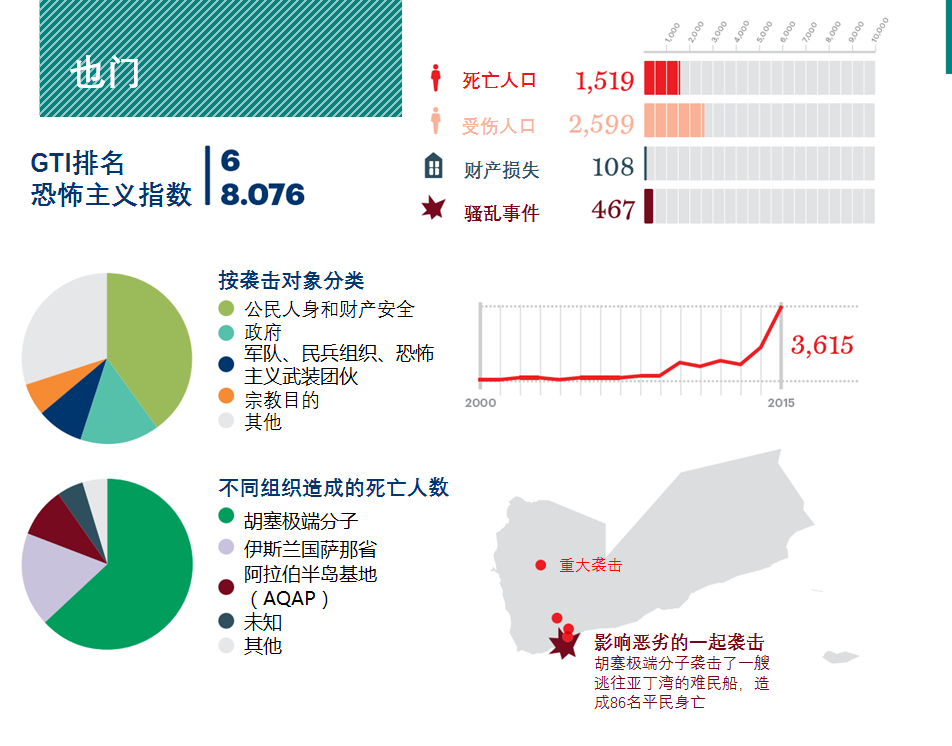 也门
GTI排名 6
恐怖主义指数 8.076
1,000 2,000 3,000 4,000 5,000 6,000 7,000 8,000 9,000 10,000
死亡人口 1,519
受伤人口 2,599
财产损失 108
骚乱事件 467
按袭击对象分类
公民人身和财产安全
政府
军队、民兵组织、恐怖
主义武装团伙
宗教目的
其他
3,615
2000 2015
不同组织造成的死亡人数
胡塞极端分子
伊斯兰国萨那省
阿拉伯半岛基地
（AQAP）
未知
其他
重大袭击
影响恶劣的一起袭击
胡塞极端分子袭击了一艘
逃往亚丁湾的难民船，造
成86名平民身亡